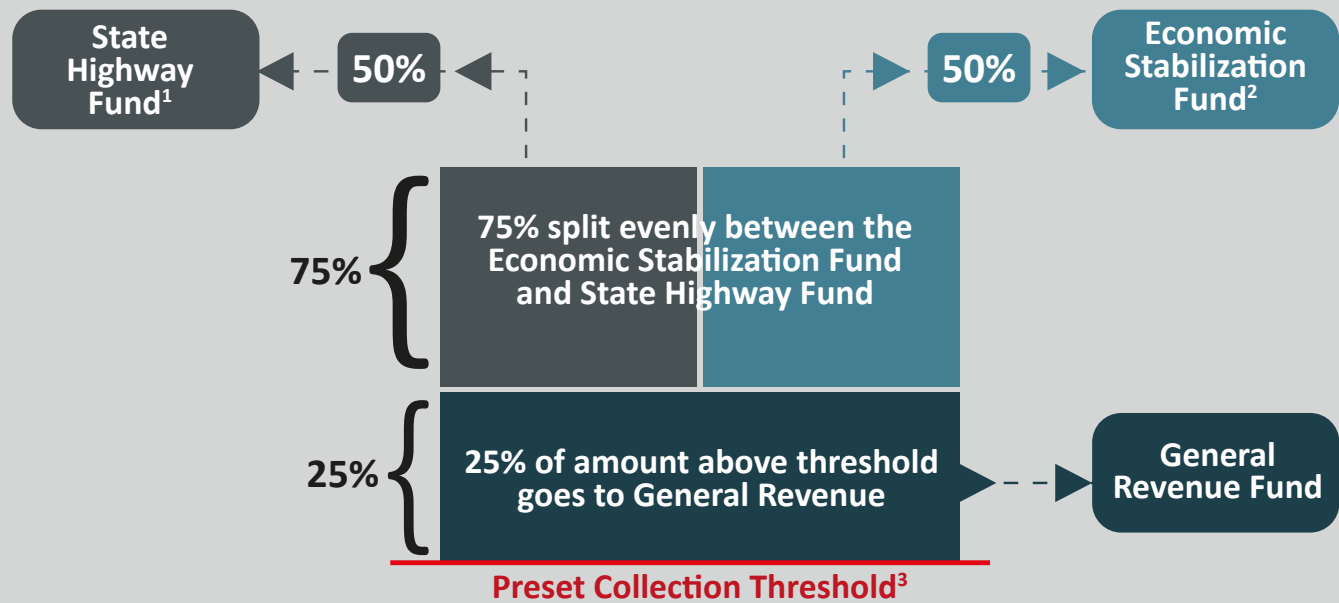 State
Highway
Fund¹
50%
50%
Economic
Stabilization
Fund²
75%
75% split evenly between the
Economic Stabilization Fund
and State Highway Fund
25%
25% of amount above threshold
goes to General Revenue
General
Revenue Fund
Preset Collection Threshold³